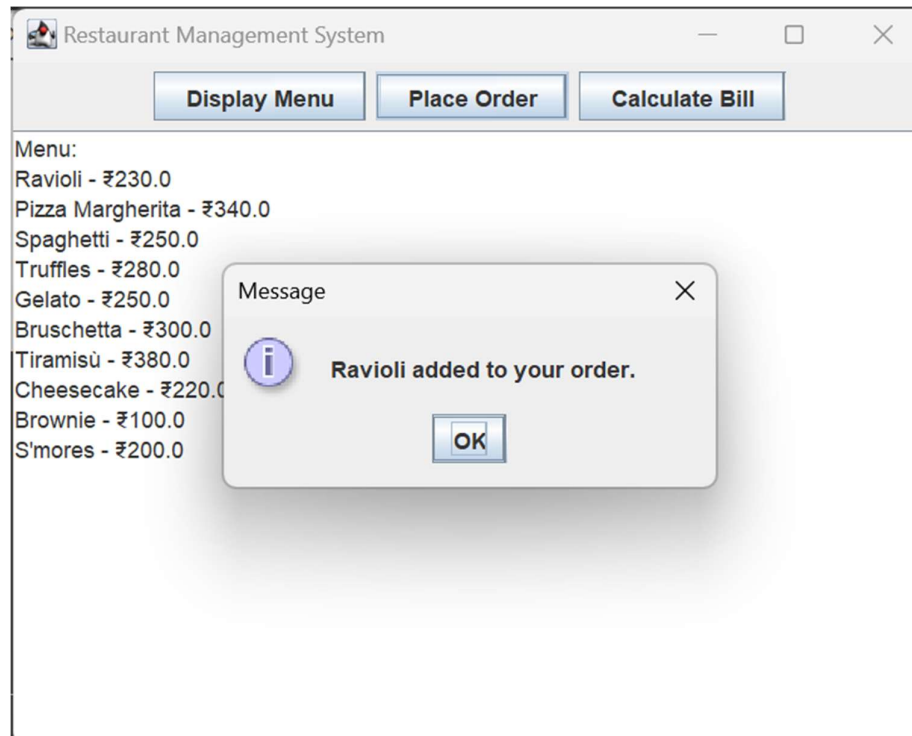 Restaurant Management System
Display Menu Place Order Calculate Bill
Menu:
Ravioli - ₹230.0
Pizza Margherita - ₹340.0
Spaghetti - ₹250.0
Truffles - ₹280.0
Gelato - ₹250.0
Bruschetta - ₹300.0
Tiramisù - ₹380.0
Cheesecake - ₹220.0
Brownie - ₹100.0
S'mores - ₹200.0
Message
Ravioli added to your order.
OK